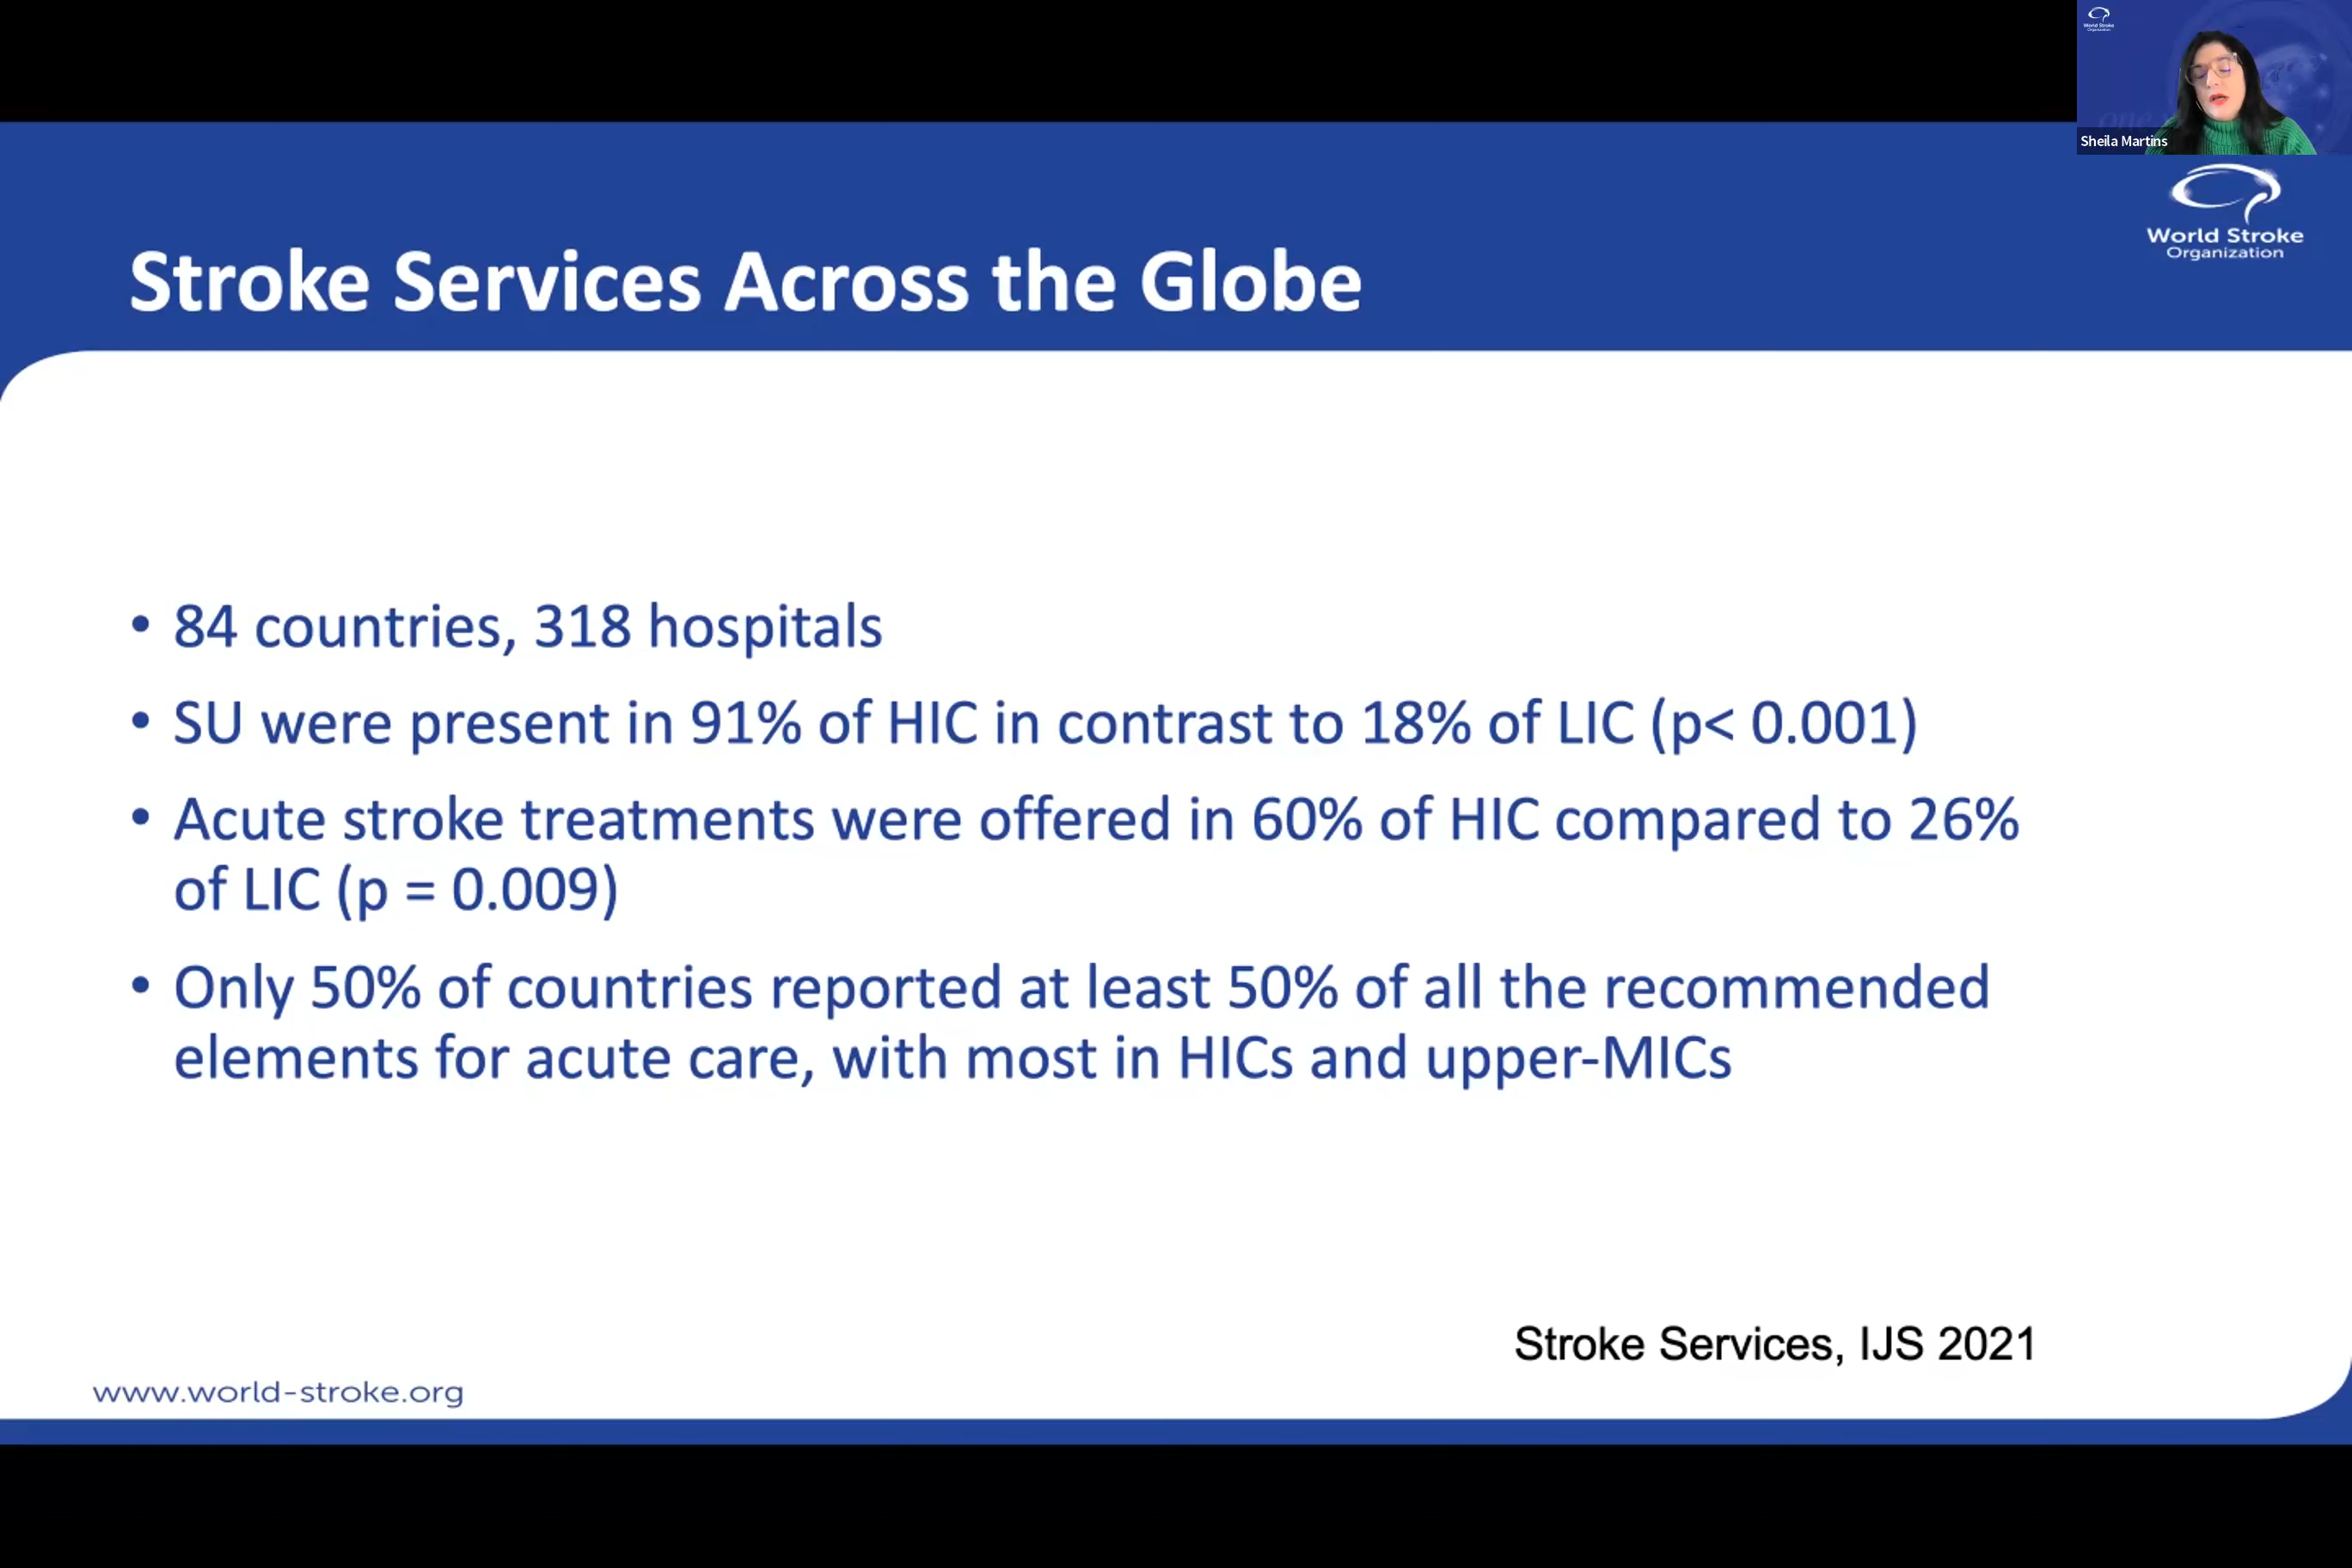 World Stroke
Organization
Sheila Martins
World Stroke
Organization
Stroke Services Across the Globe
• 84 countries, 318 hospitals
• SU were present in 91% of HIC in contrast to 18% of LIC (p< 0.001)
• Acute stroke treatments were offered in 60% of HIC compared to 26%
of LIC (p = 0.009)
• Only 50% of countries reported at least 50% of all the recommended
elements for acute care, with most in HICs and upper-MICs
Stroke Services, IJS 2021
www.world-stroke.org